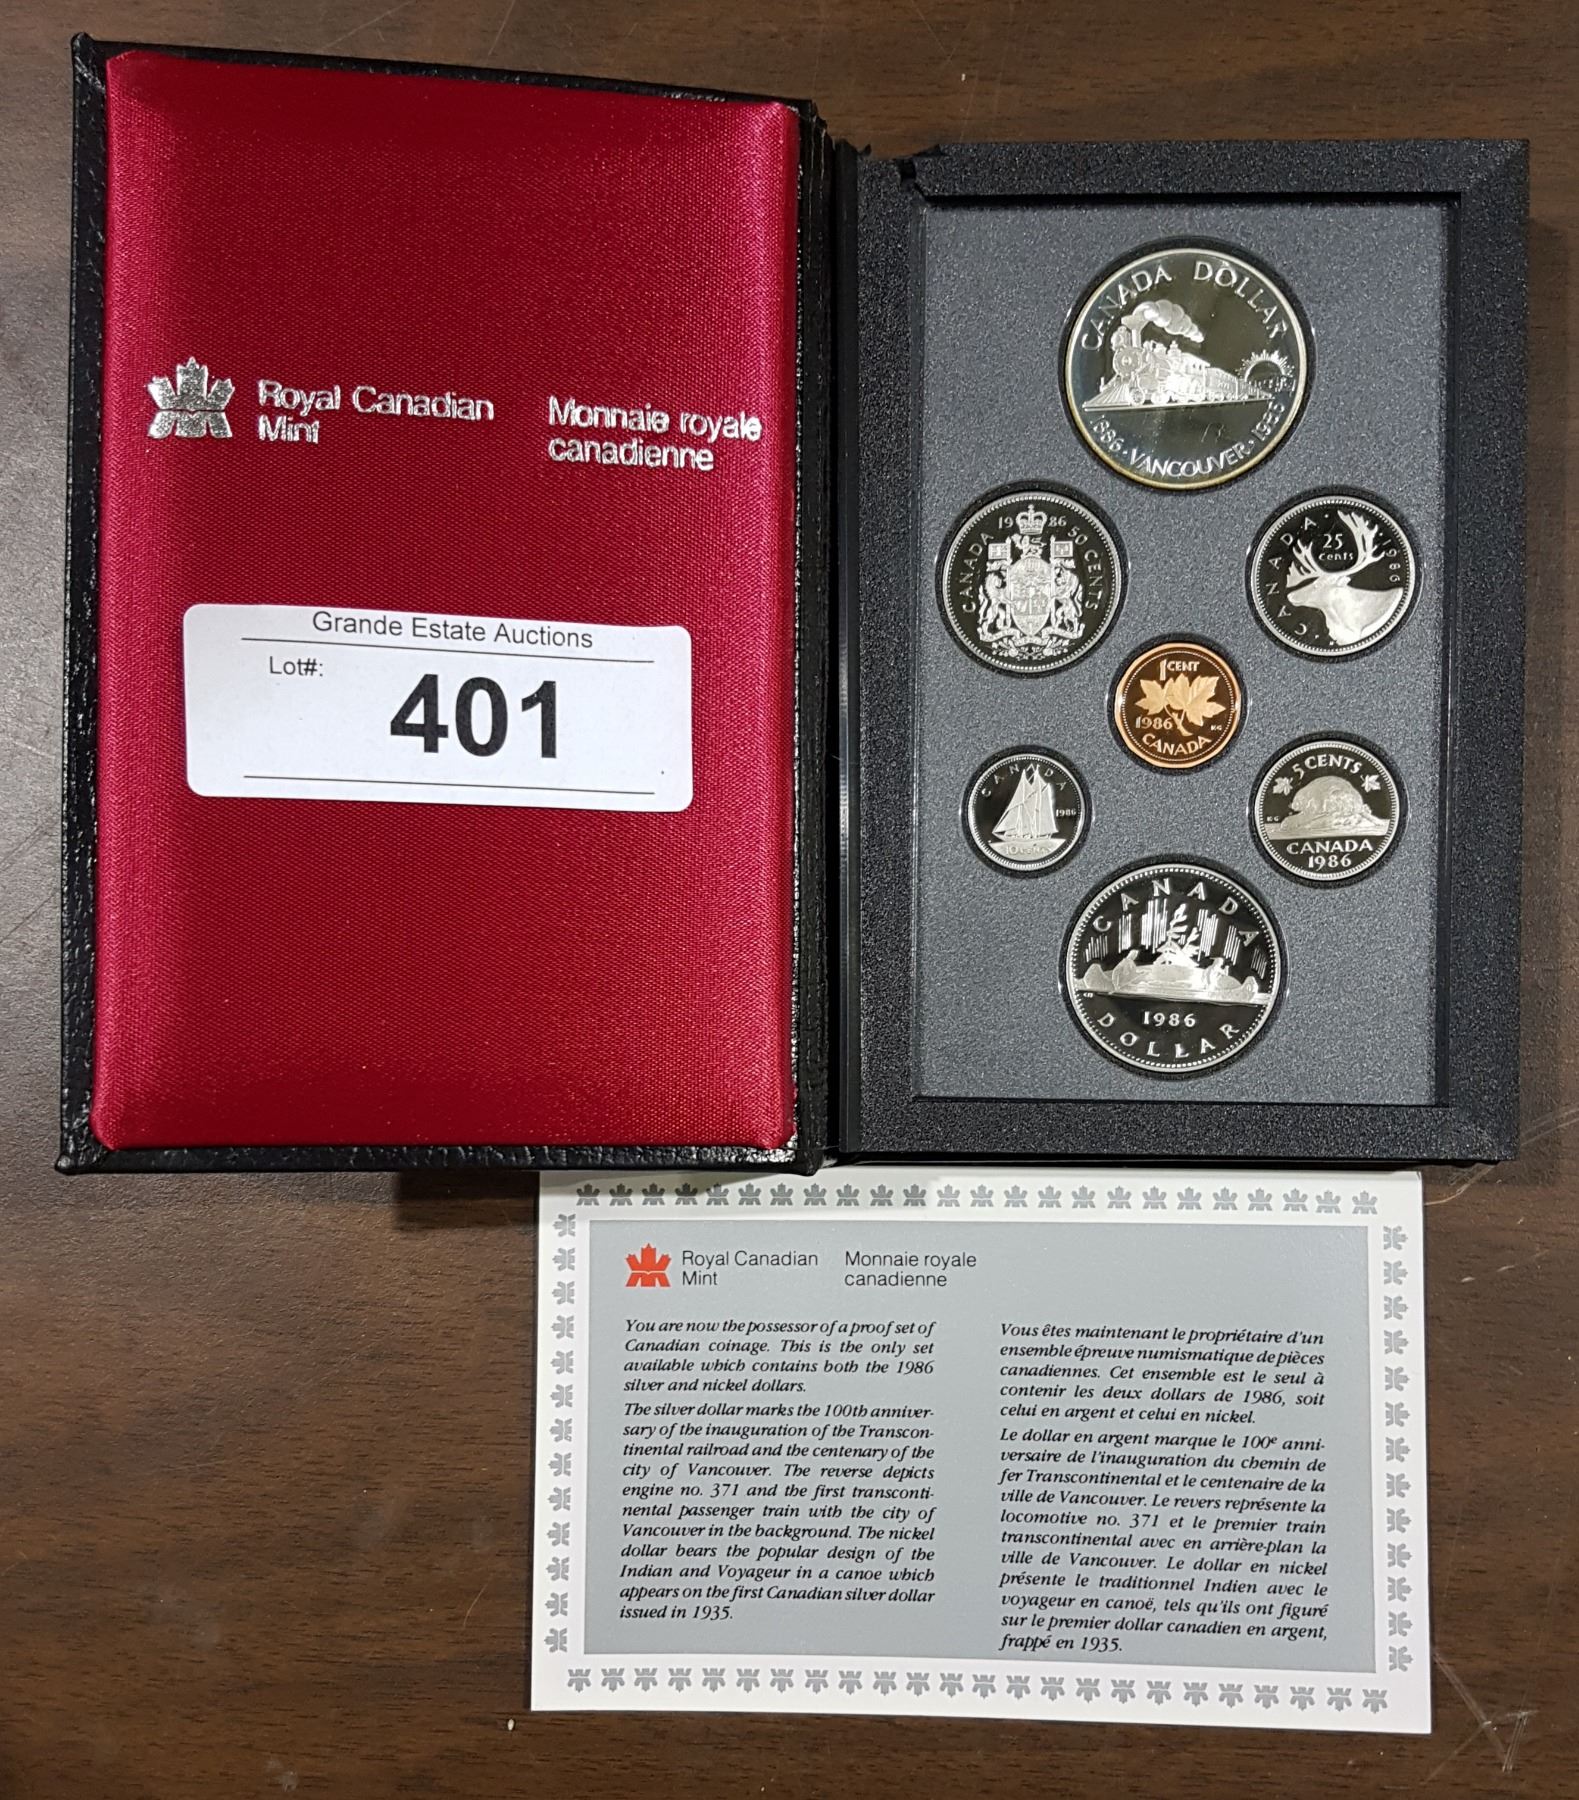 Royal Canadian
Mint
Monnaie royale
canadienne
Grande Estate Auctions
Lot#:
401
CANADA DOLLAR
1886 · VANCOUVER · 1986
1986
CANADA 50 CENTS
CANADA · 1986
25
cents
1 CENT
1986
KG
CANADA
CANADA
1986
10 cents
5 CENTS
KG
CANADA
1986
CANADA
1986
DOLLAR
Royal Canadian
Mint
Monnaie royale
canadienne
You are now the possessor of a proof set of
Canadian coinage. This is the only set
available which contains both the 1986
silver and nickel dollars.
The silver dollar marks the 100th anniver-
sary of the inauguration of the Transcon-
tinental railroad and the centenary of the
city of Vancouver. The reverse depicts
engine no. 371 and the first transconti-
nental passenger train with the city of
Vancouver in the background. The nickel
dollar bears the popular design of the
Indian and Voyageur in a canoe which
appears on the first Canadian silver dollar
issued in 1935.
Vous êtes maintenant le propriétaire d'un
ensemble épreuve numismatique de pièces
canadiennes. Cet ensemble est le seul à
contenir les deux dollars de 1986, soit
celui en argent et celui en nickel.
Le dollar en argent marque le 100e anni-
versaire de l'inauguration du chemin de
fer Transcontinental et le centenaire de la
ville de Vancouver. Le revers représente la
locomotive no. 371 et le premier train
transcontinental avec en arrière-plan la
ville de Vancouver. Le dollar en nickel
présente le traditionnel Indien avec le
voyageur en canoë, tels qu'ils ont figuré
sur le premier dollar canadien en argent,
frappé en 1935.